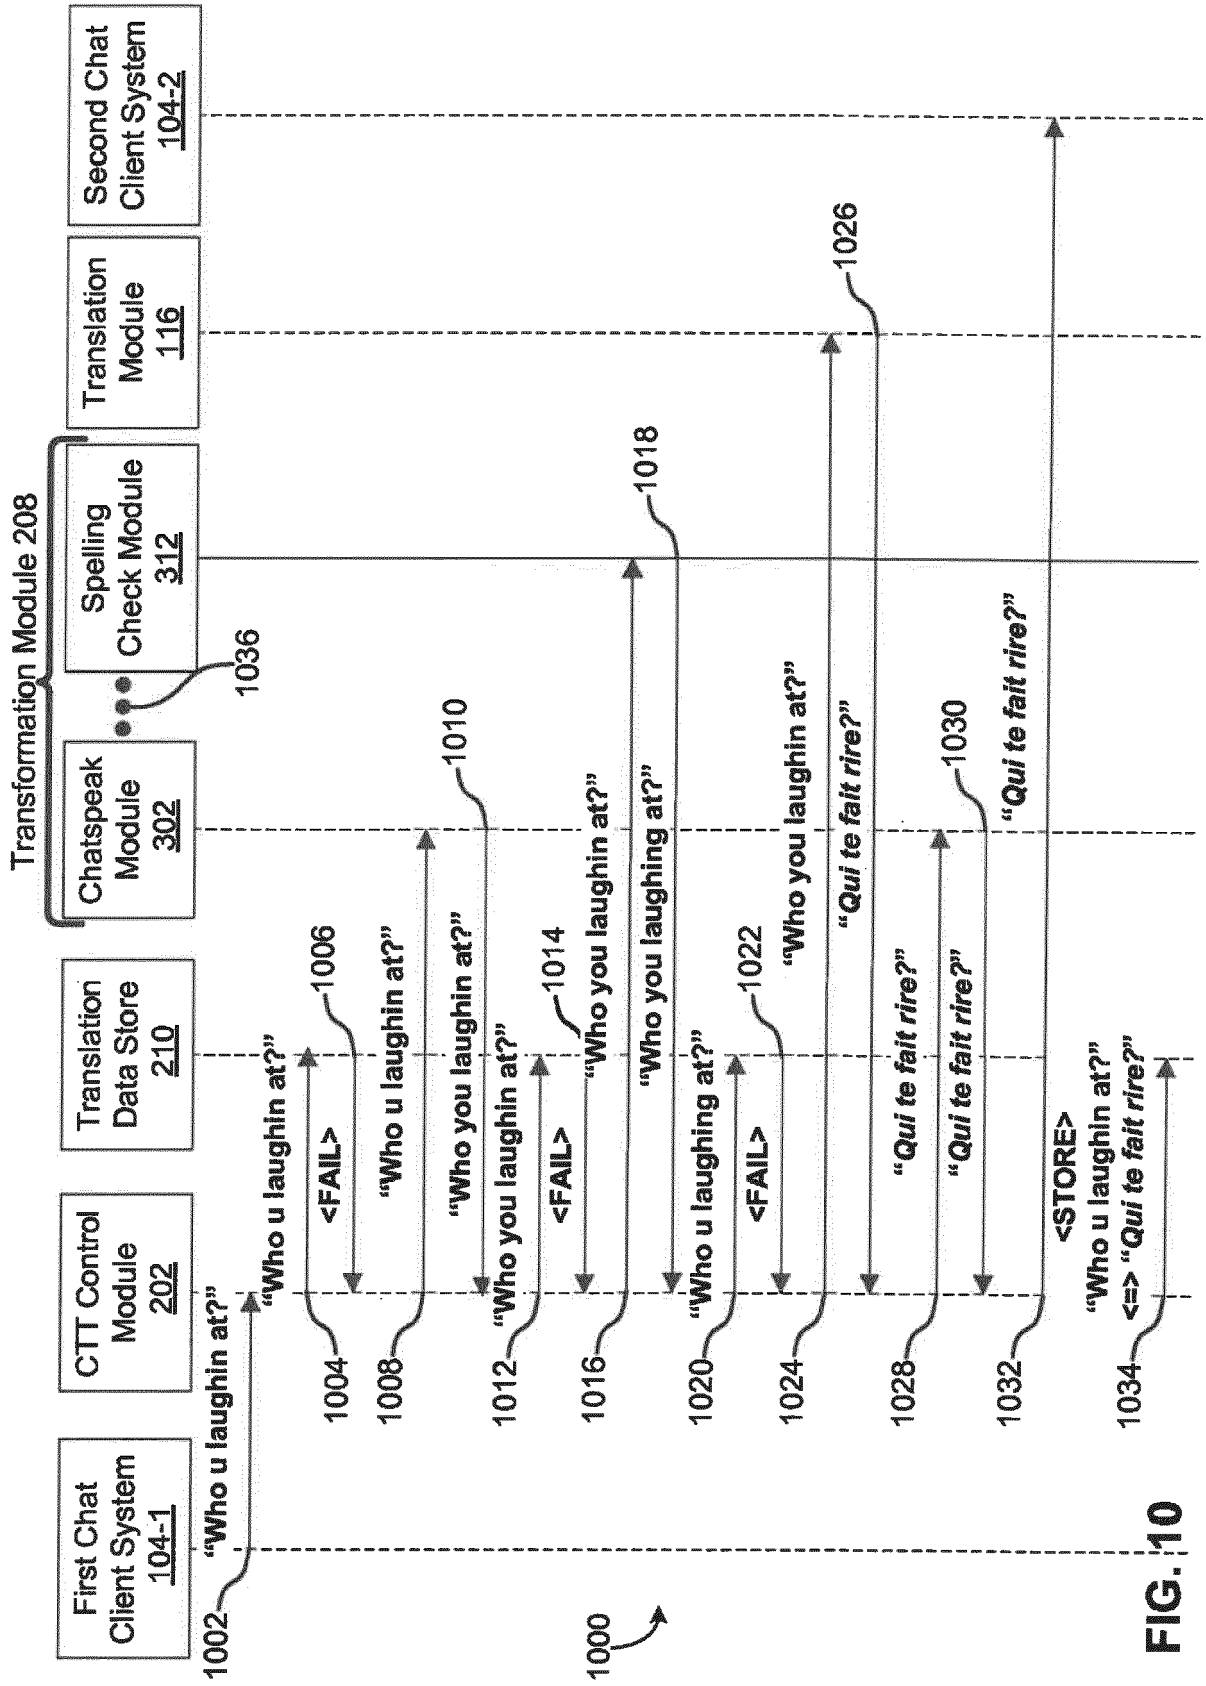 Transformation Module 208
First Chat
Client System
104-1
CTT Control
Module
202
Translation
Data Store
210
Chatspeak
Module
302
1036
Spelling
Check Module
312
Translation
Module
116
Second Chat
Client System
104-2
1002
“Who u laughin at?”
“Who u laughin at?”
1004
<FAIL>
1006
1008
“Who u laughin at?”
“Who you laughin at?”
1010
1012
“Who you laughin at?”
<FAIL>
1014
1016
“Who you laughin at?”
“Who you laughing at?”
1018
1020
“Who u laughing at?”
<FAIL>
1022
1024
“Who you laughin at?”
“Qui te fait rire?”
1026
1028
“Qui te fait rire?”
“Qui te fait rire?”
1030
1032
“Qui te fait rire?”
<STORE>
“Who u laughin at?”
<=> “Qui te fait rire?”
1034
1000
FIG. 10